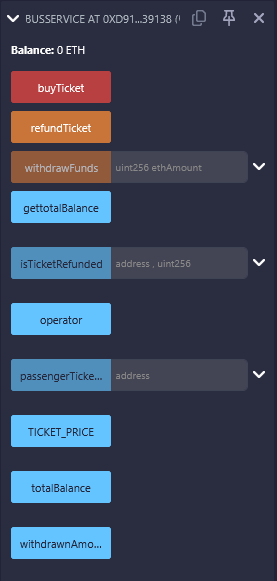 BUSSERVICE AT 0XD91...39138 (
Balance: 0 ETH
buyTicket
refundTicket
withdrawFunds uint256 ethAmount
gettotalBalance
isTicketRefunded address , uint256
operator
passengerTicke... address
TICKET_PRICE
totalBalance
withdrawnAmo...